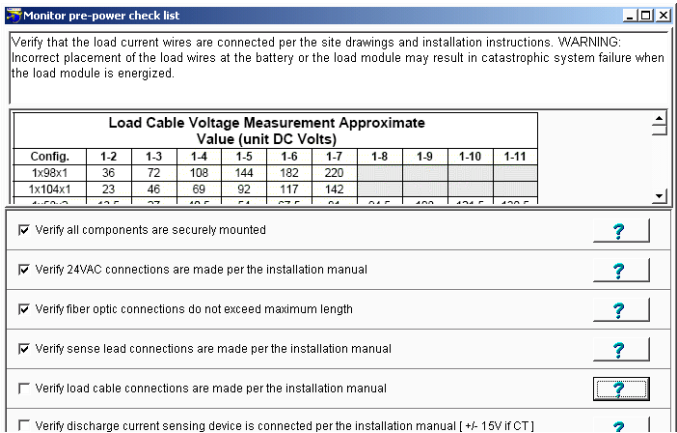 Monitor pre-power check list
Verify that the load current wires are connected per the site drawings and installation instructions. WARNING:
Incorrect placement of the load wires at the battery or the load module may result in catastrophic system failure when
the load module is energized.
Load Cable Voltage Measurement Approximate
Value (unit DC Volts)
Config. 1-2 1-3 1-4 1-5 1-6 1-7 1-8 1-9 1-10 1-11
1x98x1 36 72 108 144 182 220
1x104x1 23 46 69 92 117 142
Verify all components are securely mounted ?
Verify 24VAC connections are made per the installation manual ?
Verify fiber optic connections do not exceed maximum length ?
Verify sense lead connections are made per the installation manual ?
Verify load cable connections are made per the installation manual ?
Verify discharge current sensing device is connected per the installation manual [ +/- 15V if CT ] ?